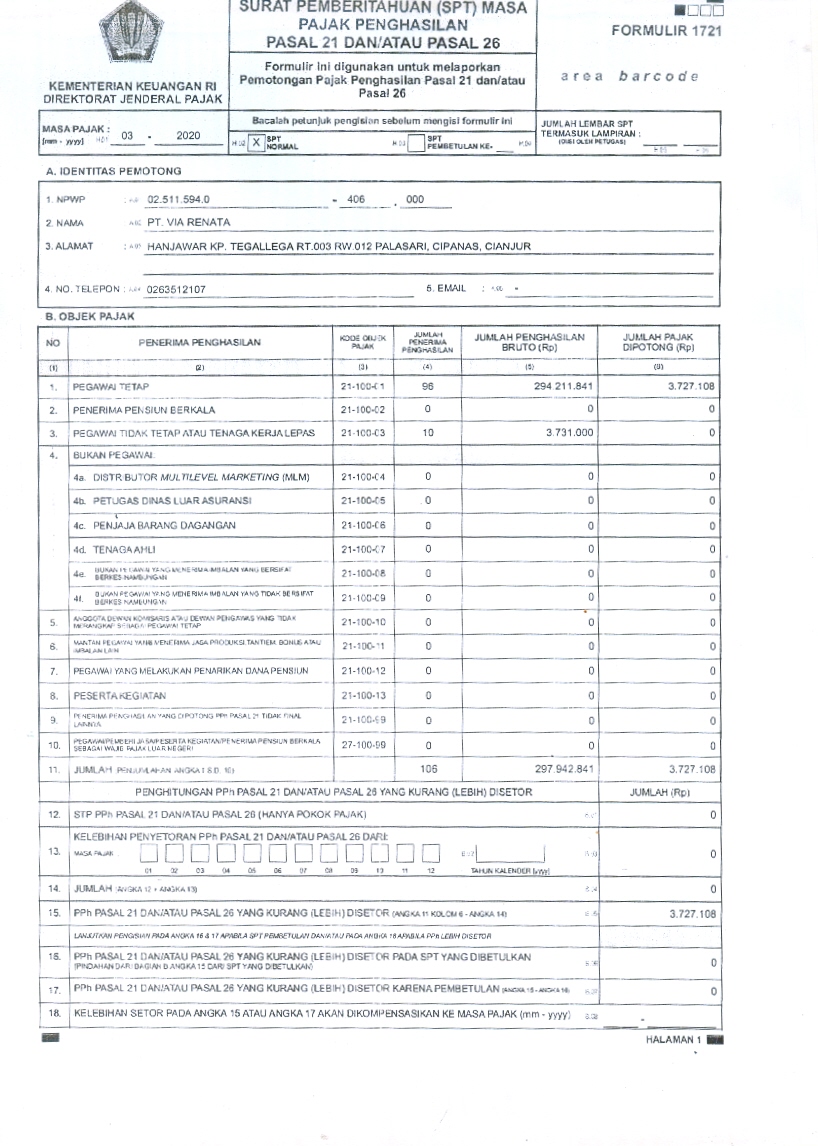 SURAT PEMBERITAHUAN (SPT) MASA
PAJAK PENGHASILAN
PASAL 21 DAN/ATAU PASAL 26
FORMULIR 1721
Formulir ini digunakan untuk melaporkan
Pemotongan Pajak Penghasilan Pasal 21 dan/atau
Pasal 26
area barcode
KEMENTERIAN KEUANGAN RI
DIREKTORAT JENDERAL PAJAK
Bacalah petunjuk pengisian sebelum mengisi formulir ini
MASA PAJAK :
[mm - yyyy] H.01 03 - 2020
H.02 X SPT NORMAL
H.03 SPT PEMBETULAN KE- H.04
JUMLAH LEMBAR SPT
TERMASUK LAMPIRAN :
(DIISI OLEH PETUGAS)
H.05
A. IDENTITAS PEMOTONG
1. NPWP : 02.511.594.0 - 406 . 000
2. NAMA A.02 PT. VIA RENATA
3. ALAMAT : A.03 HANJAWAR KP. TEGALLEGA RT.003 RW.012 PALASARI, CIPANAS, CIANJUR
4. NO. TELEPON : A.04 0263512107 5. EMAIL : A.05 -
B. OBJEK PAJAK
NO PENERIMA PENGHASILAN KODE OBJEK PAJAK JUMLAH PENERIMA PENGHASILAN JUMLAH PENGHASILAN BRUTO (Rp) JUMLAH PAJAK DIPOTONG (Rp)
(1) (2) (3) (4) (5) (6)
1. PEGAWAI TETAP 21-100-01 96 294.211.841 3.727.108
2. PENERIMA PENSIUN BERKALA 21-100-02 0 0 0
3. PEGAWAI TIDAK TETAP ATAU TENAGA KERJA LEPAS 21-100-03 10 3.731.000 0
4. BUKAN PEGAWAI:
4a. DISTRIBUTOR MULTILEVEL MARKETING (MLM) 21-100-04 0 0 0
4b. PETUGAS DINAS LUAR ASURANSI 21-100-05 0 0 0
4c. PENJAJA BARANG DAGANGAN 21-100-06 0 0 0
4d. TENAGA AHLI 21-100-07 0 0 0
4e. BUKAN PEGAWAI YANG MENERIMA IMBALAN YANG BERSIFAT BERKESINAMBUNGAN 21-100-08 0 0 0
4f. BUKAN PEGAWAI YANG MENERIMA IMBALAN YANG TIDAK BERSIFAT BERKESINAMBUNGAN 21-100-09 0 0 0
5. ANGGOTA DEWAN KOMISARIS ATAU DEWAN PENGAWAS YANG TIDAK MERANGKAP SEBAGAI PEGAWAI TETAP 21-100-10 0 0 0
6. MANTAN PEGAWAI YANG MENERIMA JASA PRODUKSI, TANTIEM, BONUS ATAU IMBALAN LAIN 21-100-11 0 0 0
7. PEGAWAI YANG MELAKUKAN PENARIKAN DANA PENSIUN 21-100-12 0 0 0
8. PESERTA KEGIATAN 21-100-13 0 0 0
9. PENERIMA PENGHASILAN YANG DIPOTONG PPh PASAL 21 TIDAK FINAL LAINNYA 21-100-99 0 0 0
10. PEGAWAI/PEMBERI JASA/PESERTA KEGIATAN/PENERIMA PENSIUN BERKALA SEBAGAI WAJIB PAJAK LUAR NEGERI 27-100-99 0 0 0
11. JUMLAH (PENJUMLAHAN ANGKA 1 S.D. 10) 106 297.942.841 3.727.108
PENGHITUNGAN PPh PASAL 21 DAN/ATAU PASAL 26 YANG KURANG (LEBIH) DISETOR JUMLAH (Rp)
12. STP PPh PASAL 21 DAN/ATAU PASAL 26 (HANYA POKOK PAJAK) B.01 0
13. KELEBIHAN PENYETORAN PPh PASAL 21 DAN/ATAU PASAL 26 DARI:
MASA PAJAK B.02 B.03 0
01 02 03 04 05 06 07 08 09 10 11 12 TAHUN KALENDER [yyyy]
14. JUMLAH (ANGKA 12 + ANGKA 13) B.04 0
15. PPh PASAL 21 DAN/ATAU PASAL 26 YANG KURANG (LEBIH) DISETOR (ANGKA 11 KOLOM 6 - ANGKA 14) B.05 3.727.108
LANJUTKAN PENGISIAN PADA ANGKA 16 & 17 APABILA SPT PEMBETULAN DAN/ATAU PADA ANGKA 18 APABILA PPh LEBIH DISETOR
16. PPh PASAL 21 DAN/ATAU PASAL 26 YANG KURANG (LEBIH) DISETOR PADA SPT YANG DIBETULKAN
(PINDAHAN DARI BAGIAN B ANGKA 15 DARI SPT YANG DIBETULKAN) B.06 0
17. PPh PASAL 21 DAN/ATAU PASAL 26 YANG KURANG (LEBIH) DISETOR KARENA PEMBETULAN (ANGKA 15 - ANGKA 16) B.07 0
18. KELEBIHAN SETOR PADA ANGKA 15 ATAU ANGKA 17 AKAN DIKOMPENSASIKAN KE MASA PAJAK (mm - yyyy) B.08 -
HALAMAN 1